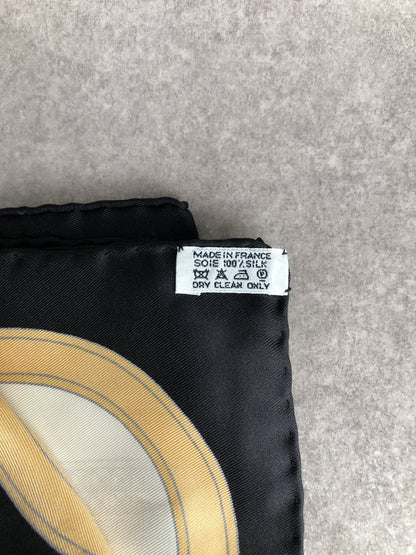 MADE IN FRANCE
SOIE 100% SILK
P
DRY CLEAN ONLY